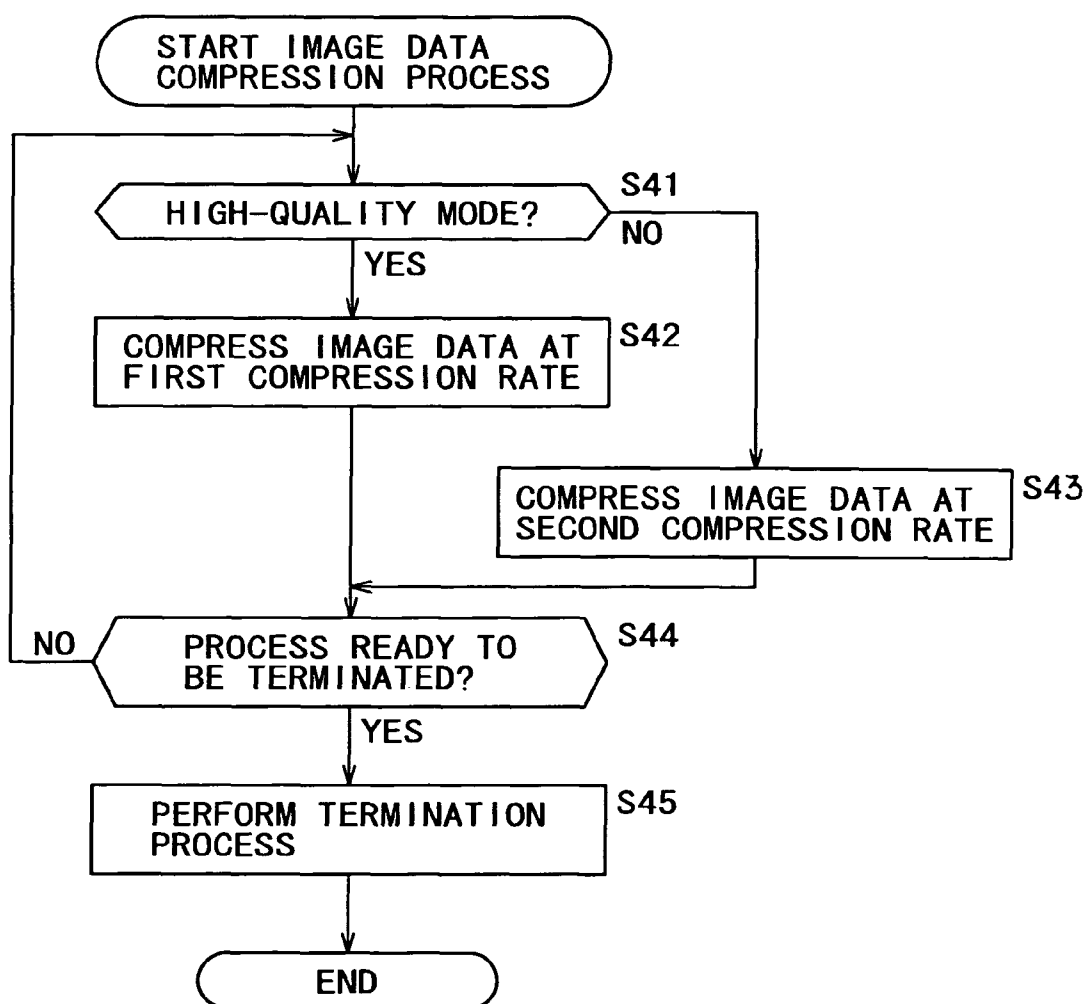 START IMAGE DATA
COMPRESSION PROCESS
S41
HIGH-QUALITY MODE?
NO
YES
S42
COMPRESS IMAGE DATA AT
FIRST COMPRESSION RATE
S43
COMPRESS IMAGE DATA AT
SECOND COMPRESSION RATE
S44
NO
PROCESS READY TO
BE TERMINATED?
YES
S45
PERFORM TERMINATION
PROCESS
END